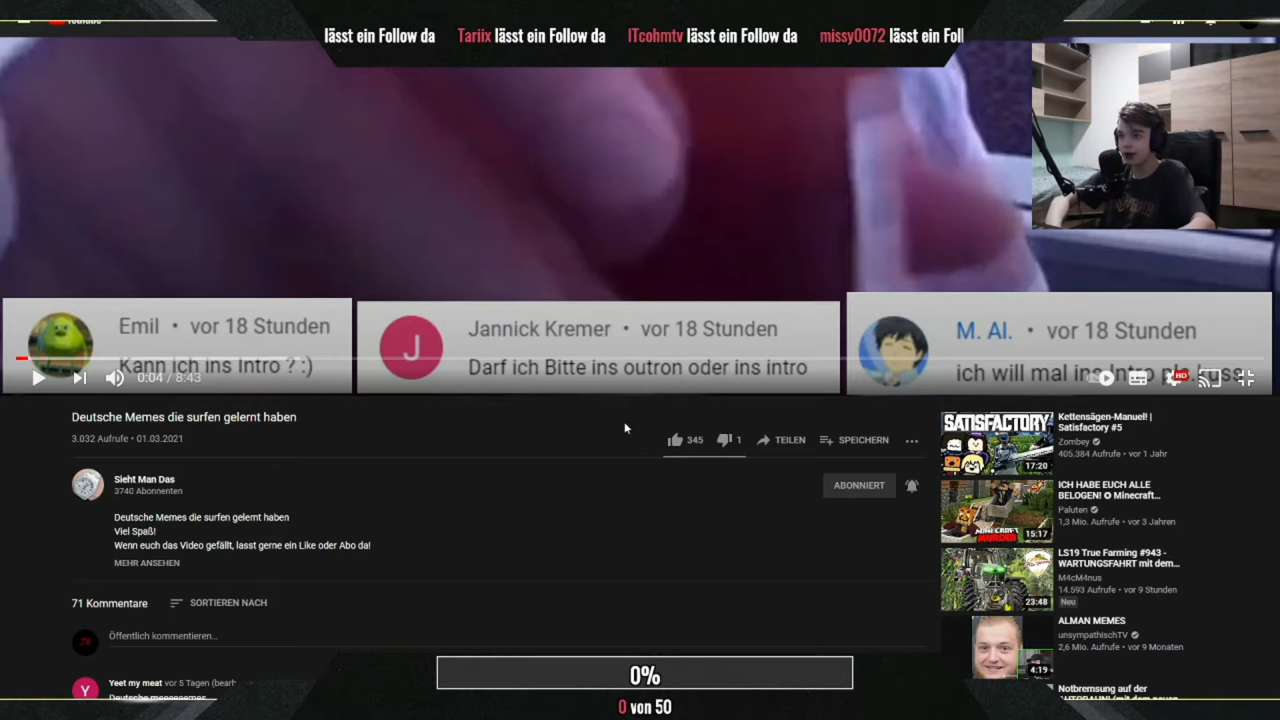 lässt ein Follow da Tariix lässt ein Follow da ITcohmtv lässt ein Follow da missy0072 lässt ein Foll
Emil • vor 18 Stunden
Kann ich ins Intro ? :)
J
Jannick Kremer • vor 18 Stunden
Darf ich Bitte ins outron oder ins intro
M. Al. • vor 18 Stunden
ich will mal ins Intro
0:04 / 8:43
HD
Deutsche Memes die surfen gelernt haben
3.032 Aufrufe • 01.03.2021
345
1
TEILEN
SPEICHERN
Sieht Man Das
3740 Abonnenten
ABONNIERT
Deutsche Memes die surfen gelernt haben
Viel Spaß!
Wenn euch das Video gefällt, lasst gerne ein Like oder Abo da!
MEHR ANSEHEN
71 Kommentare
SORTIEREN NACH
Öffentlich kommentieren...
Y
Yeet my meat vor 5 Tagen (bearb
SATISFACTORY
17:20
Kettensägen-Manuel! |
Satisfactory #5
Zombey
405.384 Aufrufe • vor 1 Jahr
MINECRAFT
MURDER
15:17
ICH HABE EUCH ALLE
BELOGEN! ✪ Minecraft...
Paluten
1,3 Mio. Aufrufe • vor 3 Jahren
23:48
LS19 True Farming #943 -
WARTUNGSFAHRT mit dem...
M4cM4nus
14.593 Aufrufe • vor 9 Stunden
Neu
4:19
ALMAN MEMES
unsympathischTV
2,6 Mio. Aufrufe • vor 9 Monaten
Notbremsung auf der
0%
0 von 50